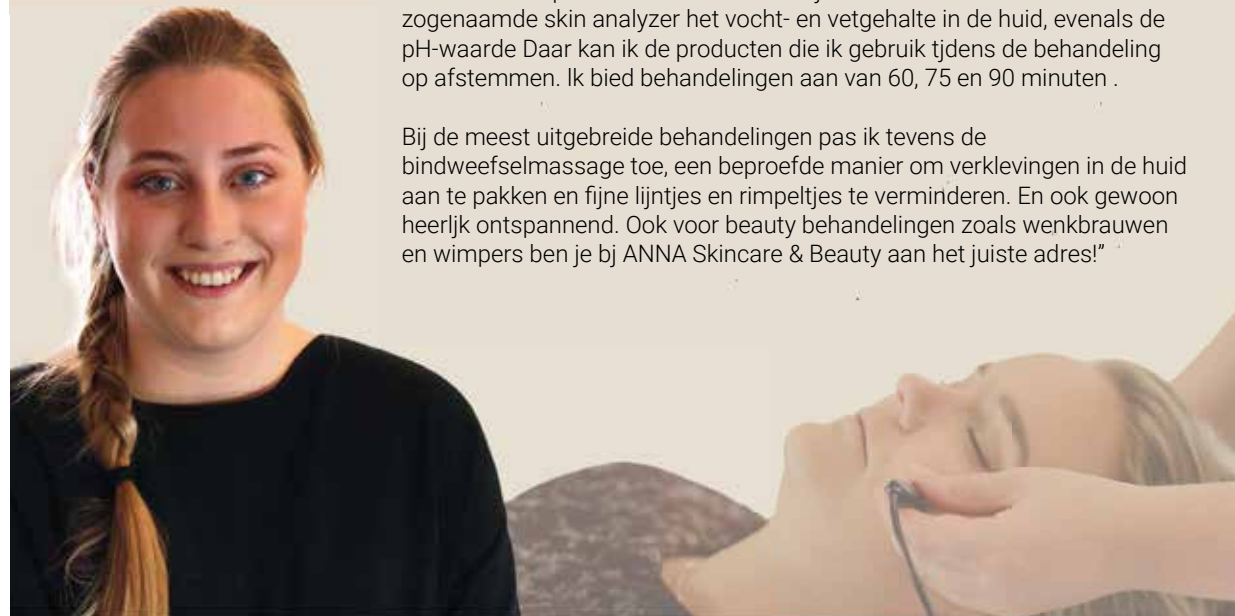 zogenaamde skin analyzer het vocht- en vetgehalte in de huid, evenals de
pH-waarde Daar kan ik de producten die ik gebruik tjdens de behandeling
op afstemmen. Ik bied behandelingen aan van 60, 75 en 90 minuten .
Bij de meest uitgebreide behandelingen pas ik tevens de
bindweefselmassage toe, een beproefde manier om verklevingen in de huid
aan te pakken en fijne lijntjes en rimpeltjes te verminderen. En ook gewoon
heerljk ontspannend. Ook voor beauty behandelingen zoals wenkbrauwen
en wimpers ben je bj ANNA Skincare & Beauty aan het juiste adres!”